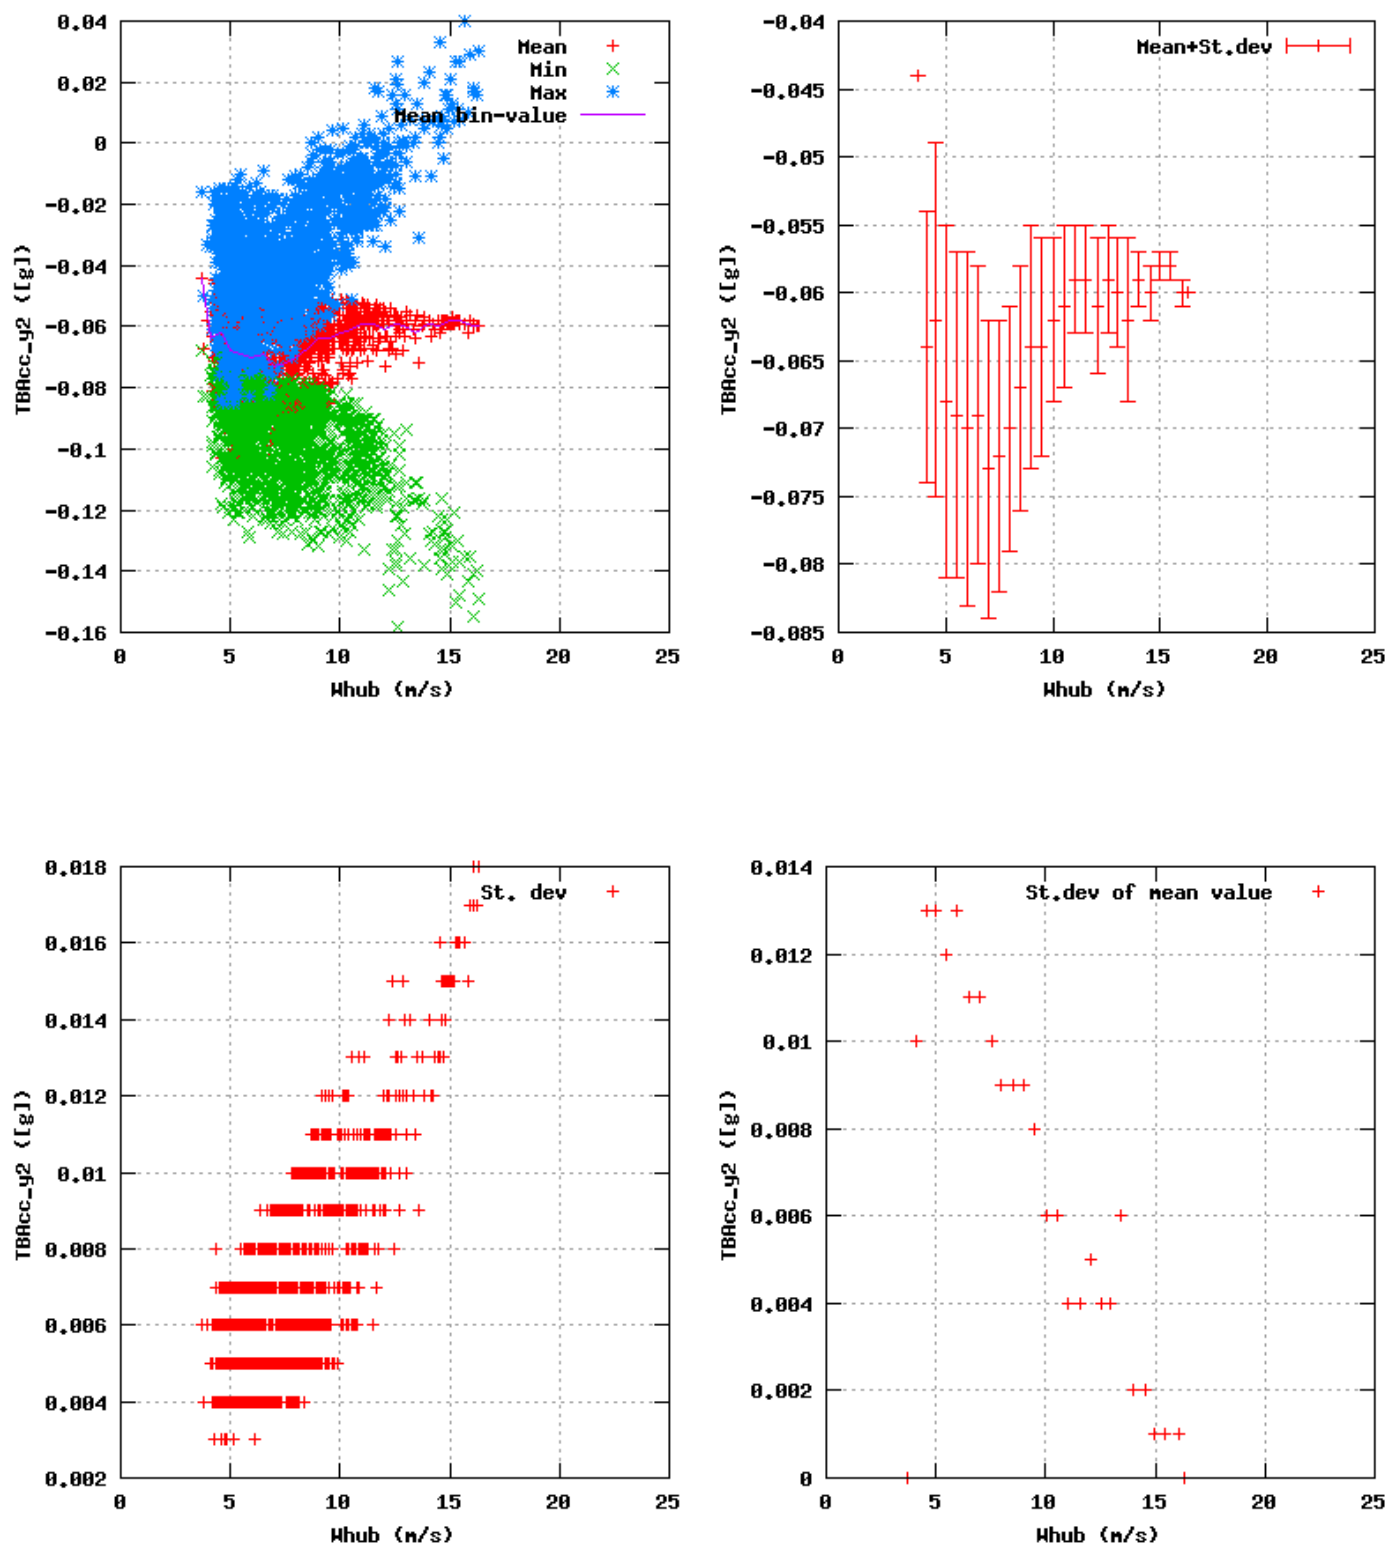 0.04
0.02
0
-0.02
-0.04
-0.06
-0.08
-0.1
-0.12
-0.14
-0.16
TBAcc_y2 ([g])
Mean
Min
Max
Mean bin-value
0 5 10 15 20 25
Whub (m/s)
-0.04
-0.045
-0.05
-0.055
-0.06
-0.065
-0.07
-0.075
-0.08
-0.085
TBAcc_y2 ([g])
Mean+St.dev
0 5 10 15 20 25
Whub (m/s)
0.018
0.016
0.014
0.012
0.01
0.008
0.006
0.004
0.002
TBAcc_y2 ([g])
St. dev
0 5 10 15 20 25
Whub (m/s)
0.014
0.012
0.01
0.008
0.006
0.004
0.002
0
TBAcc_y2 ([g])
St.dev of mean value
0 5 10 15 20 25
Whub (m/s)